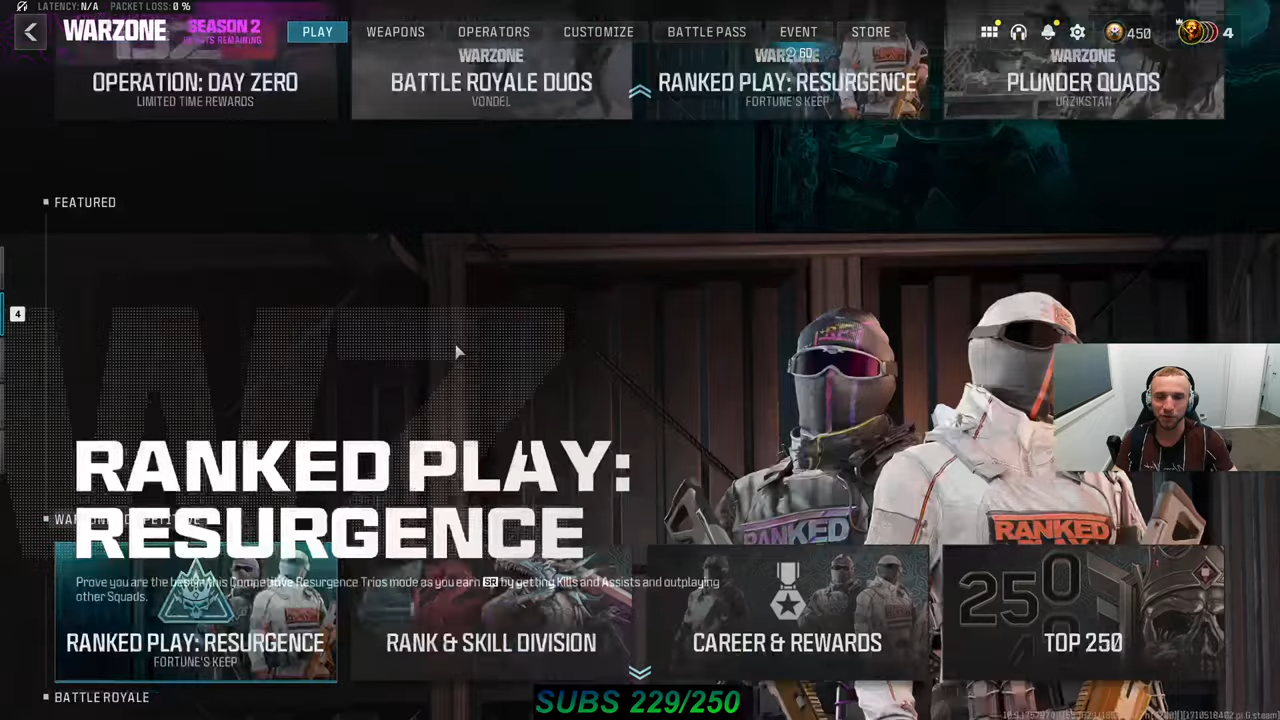 LATENCY: N/A PACKET LOSS: 0 %
WARZONE
SEASON 2
REMAINING
PLAY
WEAPONS
OPERATORS
CUSTOMIZE
BATTLE PASS
EVENT
STORE
450
4
OPERATION: DAY ZERO
LIMITED TIME REWARDS
WARZONE
BATTLE ROYALE DUOS
VONDEL
WARZONE
60
RANKED PLAY: RESURGENCE
FORTUNE'S KEEP
WARZONE
PLUNDER QUADS
URZIKSTAN
FEATURED
4
RANKED
RANKED
RANKED PLAY:
RESURGENCE
WARZONE COMPETITIVE
Prove you are the best in this Competitive Resurgence Trios mode as you earn SR by getting Kills and Assists and outplaying
other Squads.
RANKED PLAY: RESURGENCE
FORTUNE'S KEEP
RANK & SKILL DIVISION
CAREER & REWARDS
250
TOP 250
BATTLE ROYALE
SUBS 229/250